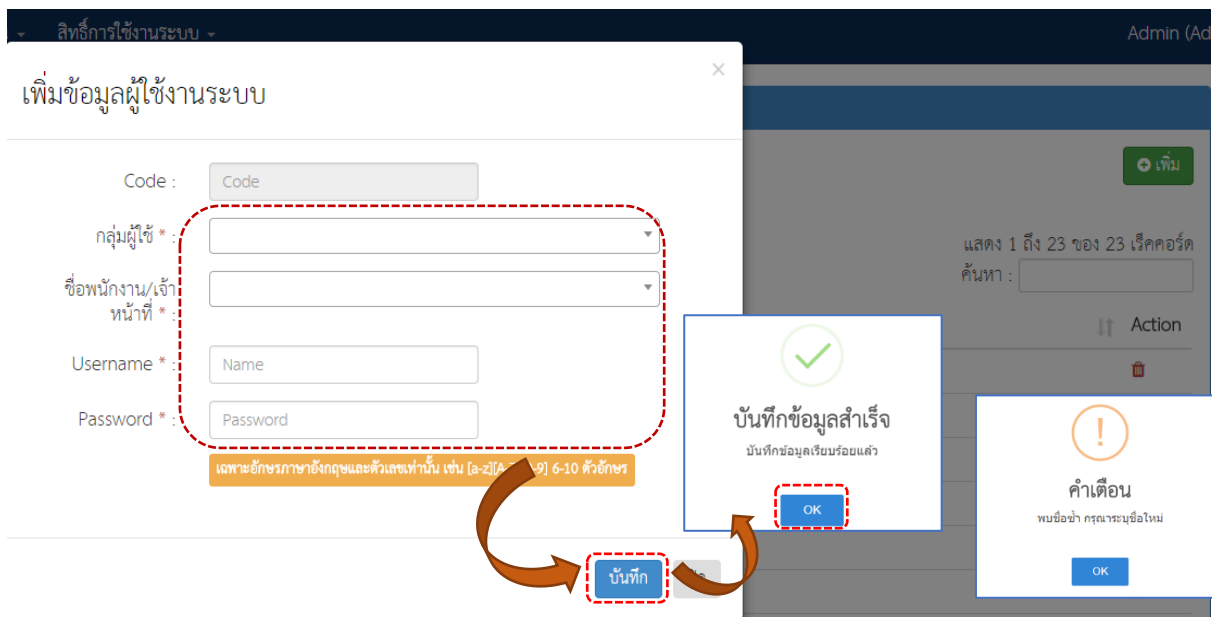 สิทธิ์การใช้งานระบบ
Admin (Ad
×
เพิ่มข้อมูลผู้ใช้งานระบบ
เพิ่ม
Code :
Code
กลุ่มผู้ใช้ * :
แสดง 1 ถึง 23 ของ 23 เร็คคอร์ด
ค้นหา :
ชื่อพนักงาน/เจ้า
หน้าที่ * :
Action
Username * :
Name
Password * :
Password
เฉพาะอักษรภาษาอังกฤษและตัวเลขเท่านั้น เช่น [a-z][A -9] 6-10 ตัวอักษร
บันทึก
บันทึกข้อมูลสำเร็จ
บันทึกข้อมูลเรียบร้อยแล้ว
OK
!
คำเตือน
พบชื่อซ้ำ กรุณาระบุชื่อใหม่
OK